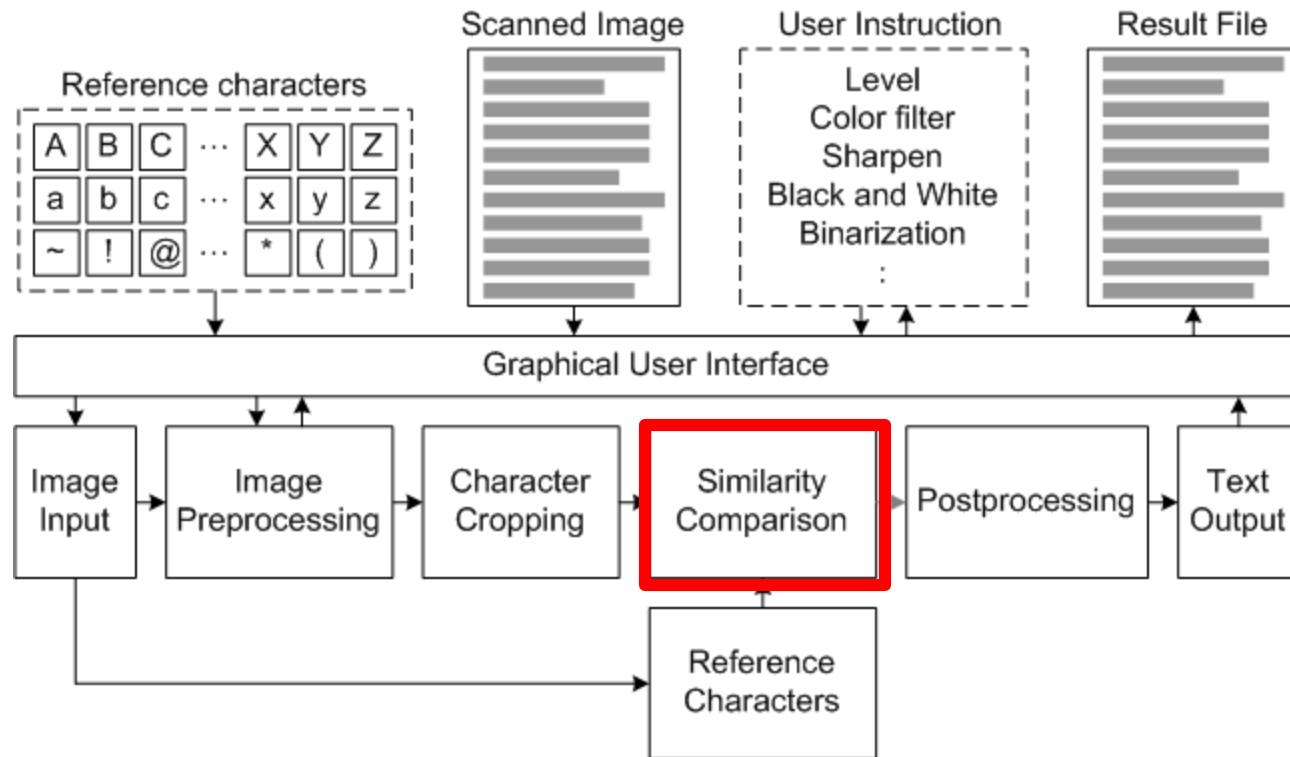 Scanned Image
User Instruction
Result File
Reference characters
A B C ... X Y Z
a b c ... x y z
~ ! @ ... * ( )
Level
Color filter
Sharpen
Black and White
Binarization
:
Graphical User Interface
Image
Input
Image
Preprocessing
Character
Cropping
Similarity
Comparison
Postprocessing
Text
Output
Reference
Characters